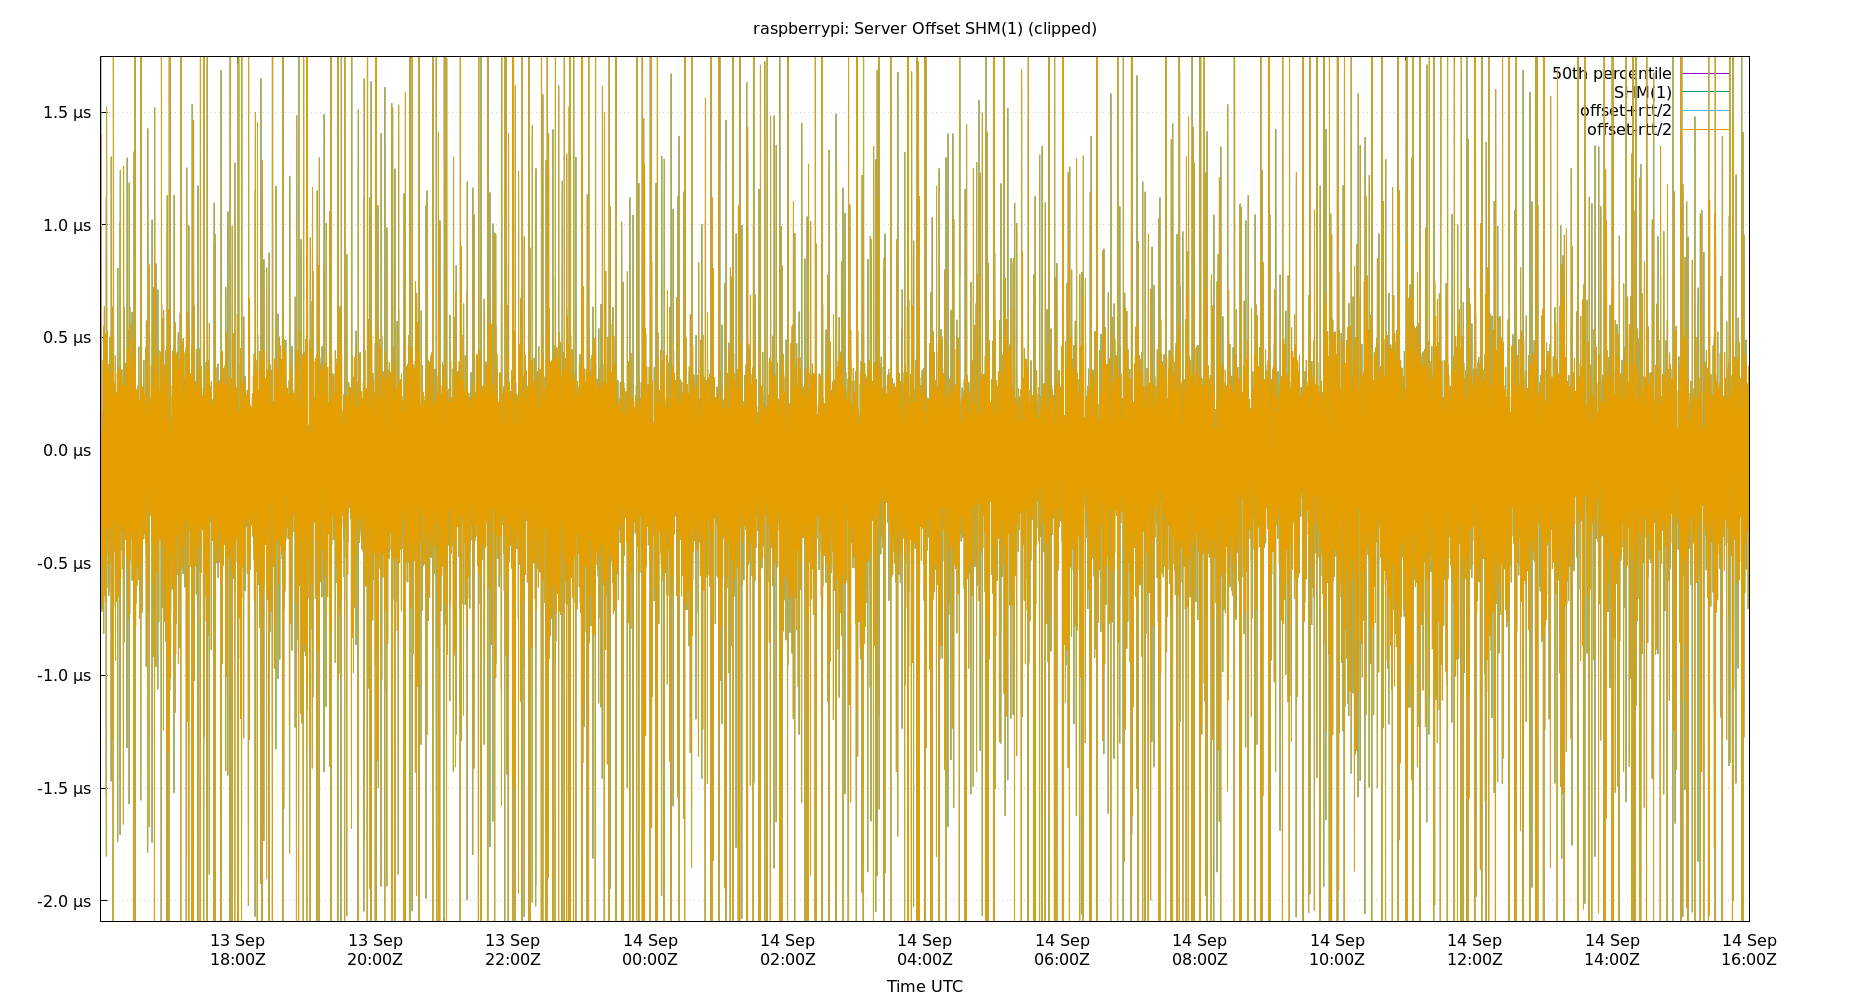 raspberrypi: Server Offset SHM(1) (clipped)
50th percentile
SHM(1)
offset+rtt/2
offset-rtt/2
1.5 µs
1.0 µs
0.5 µs
0.0 µs
-0.5 µs
-1.0 µs
-1.5 µs
-2.0 µs
13 Sep 13 Sep 13 Sep 14 Sep 14 Sep 14 Sep 14 Sep 14 Sep 14 Sep 14 Sep 14 Sep 14 Sep
18:00Z 20:00Z 22:00Z 00:00Z 02:00Z 04:00Z 06:00Z 08:00Z 10:00Z 12:00Z 14:00Z 16:00Z
Time UTC